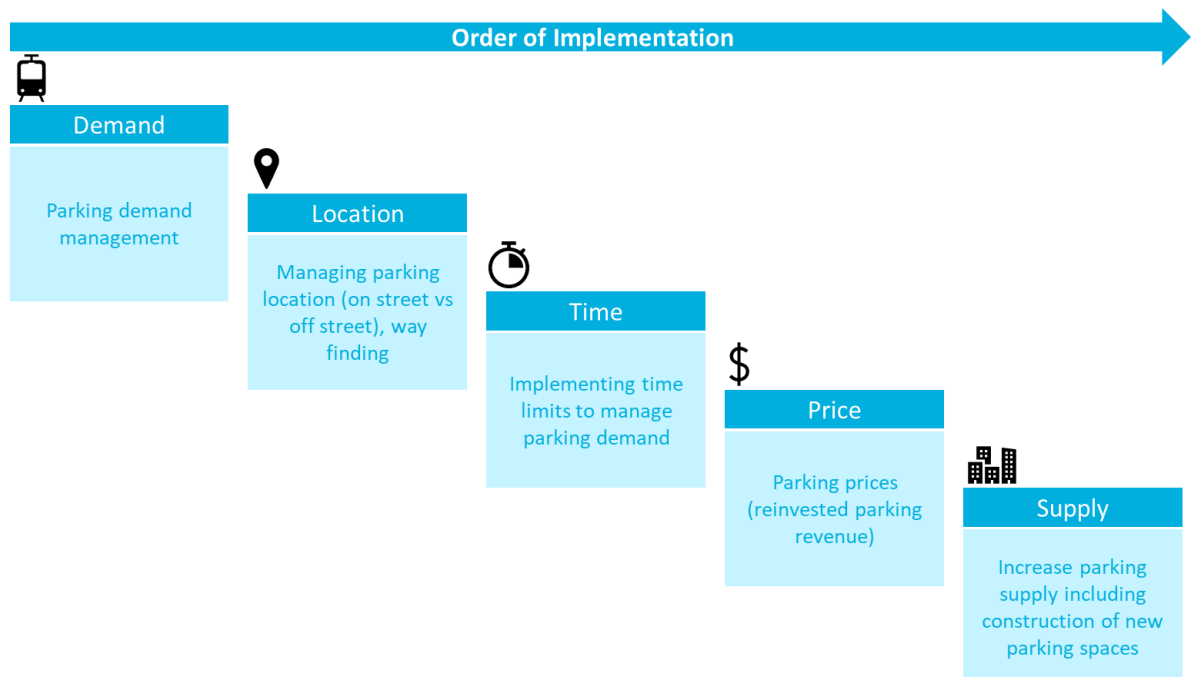 Order of Implementation
Demand
Parking demand
management
Location
Managing parking
location (on street vs
off street), way
finding
Time
Implementing time
limits to manage
parking demand
$
Price
Parking prices
(reinvested parking
revenue)
Supply
Increase parking
supply including
construction of new
parking spaces